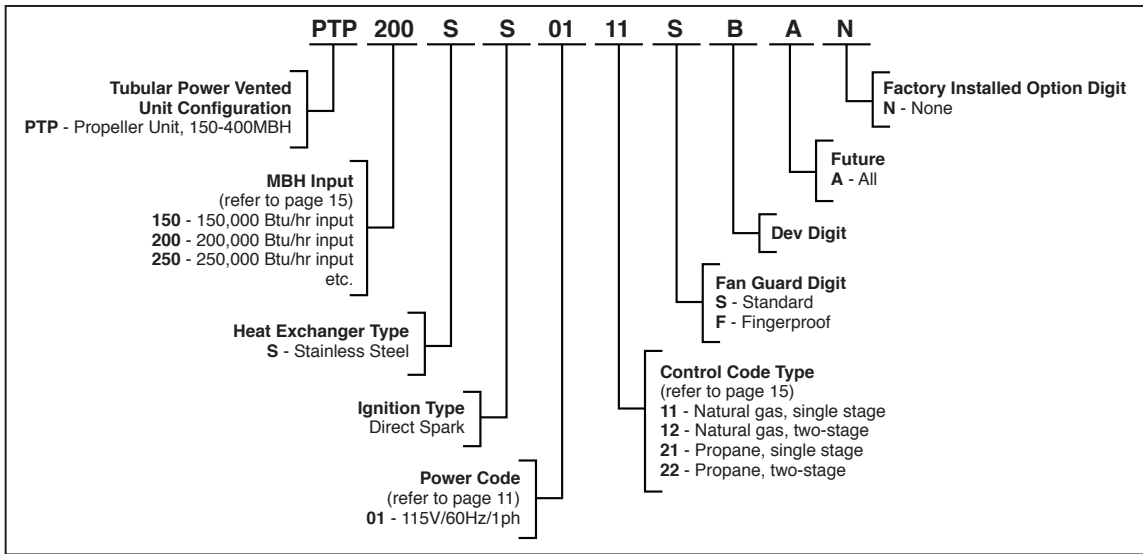 PTP 200 S S 01 11 S B A N
Tubular Power Vented
Unit Configuration
PTP - Propeller Unit, 150-400MBH
Factory Installed Option Digit
N - None
Future
A - All
MBH Input
(refer to page 15)
150 - 150,000 Btu/hr input
200 - 200,000 Btu/hr input
250 - 250,000 Btu/hr input
etc.
Dev Digit
Fan Guard Digit
S - Standard
F - Fingerproof
Heat Exchanger Type
S - Stainless Steel
Control Code Type
(refer to page 15)
11 - Natural gas, single stage
12 - Natural gas, two-stage
21 - Propane, single stage
22 - Propane, two-stage
Ignition Type
Direct Spark
Power Code
(refer to page 11)
01 - 115V/60Hz/1ph